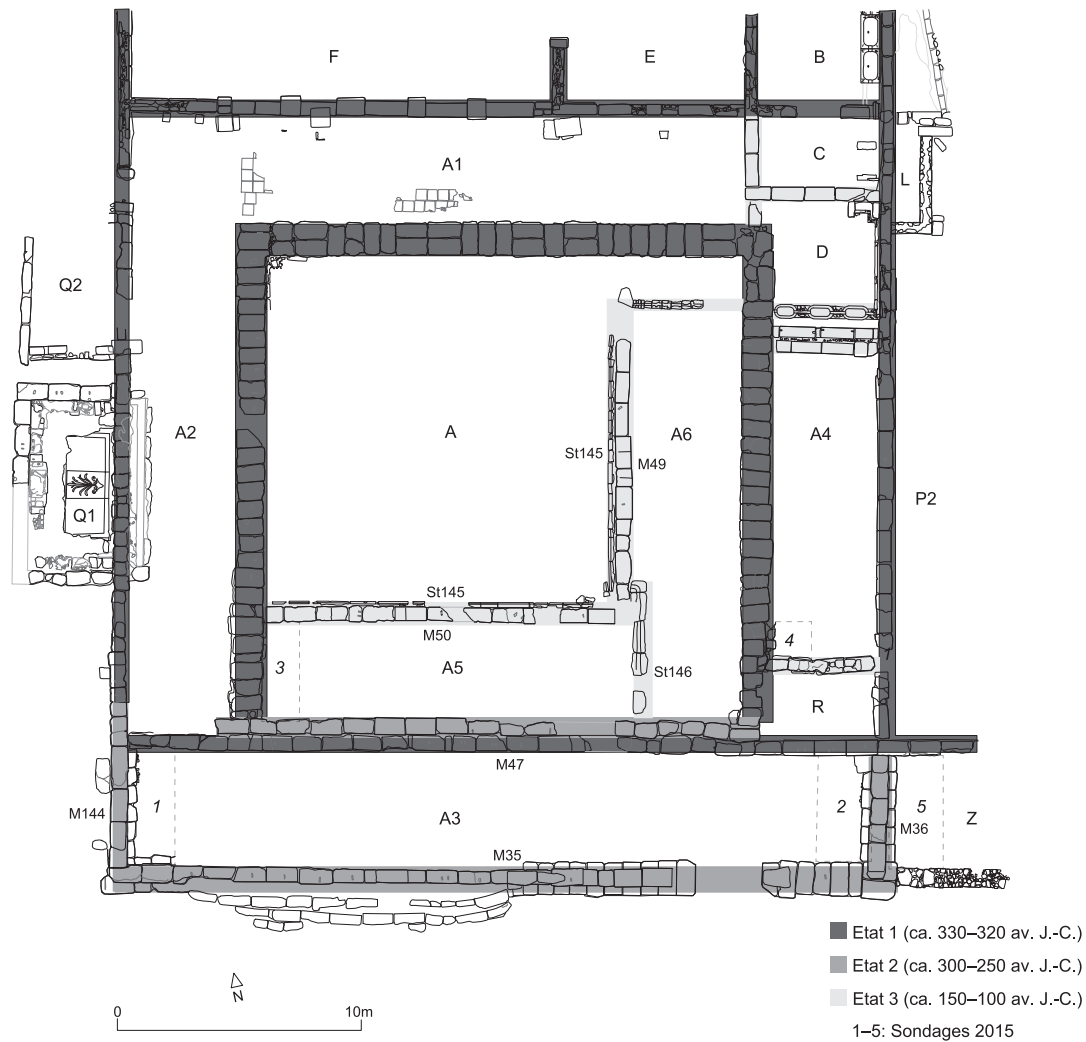 F
E
B
A1
C
L
D
Q2
A2
A
A6
A4
St145
M49
P2
Q1
St145
M50
3
A5
St146
4
R
M47
M144
1
A3
2
5
Z
M36
M35
N
0 10m
Etat 1 (ca. 330–320 av. J.-C.)
Etat 2 (ca. 300–250 av. J.-C.)
Etat 3 (ca. 150–100 av. J.-C.)
1–5: Sondages 2015